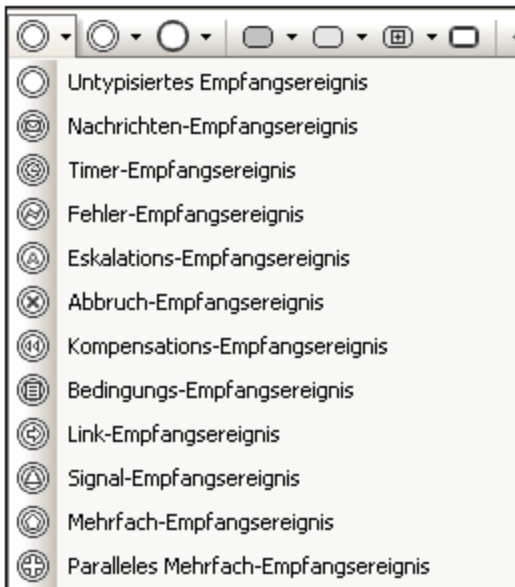 Untypisiertes Empfangsereignis
Nachrichten-Empfangsereignis
Timer-Empfangsereignis
Fehler-Empfangsereignis
Eskalations-Empfangsereignis
Abbruch-Empfangsereignis
Kompensations-Empfangsereignis
Bedingungs-Empfangsereignis
Link-Empfangsereignis
Signal-Empfangsereignis
Mehrfach-Empfangsereignis
Paralleles Mehrfach-Empfangsereignis